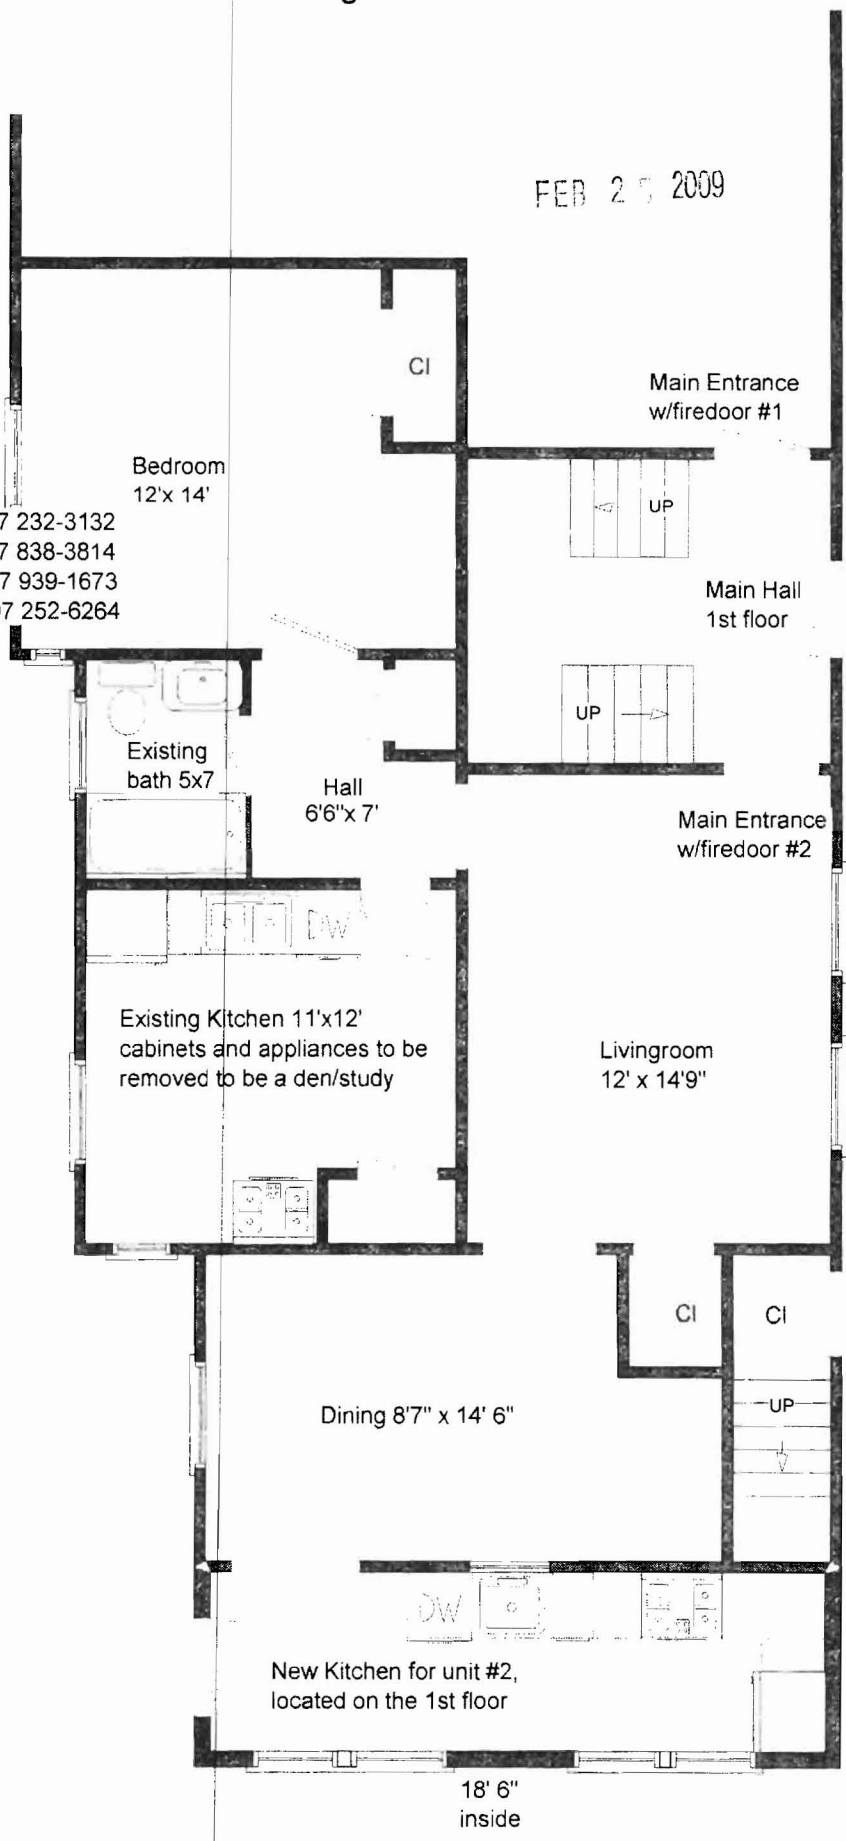 FEB 2 2009
Cl
Main Entrance
w/firedoor #1
Bedroom
12'x 14'
UP
7 232-3132
7 838-3814
7 939-1673
7 252-6264
Main Hall
1st floor
UP
Existing
bath 5x7
Hall
6'6"x 7'
Main Entrance
w/firedoor #2
DW
Existing Kitchen 11'x12'
cabinets and appliances to be
removed to be a den/study
Livingroom
12' x 14'9"
Cl
Cl
UP
Dining 8'7" x 14' 6"
DW
New Kitchen for unit #2,
located on the 1st floor
18' 6"
inside